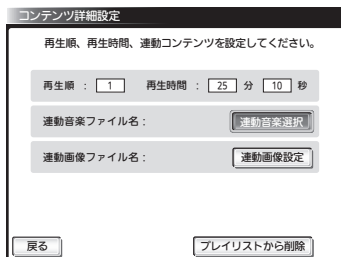 コンテンツ詳細設定
再生順、再生時間、連動コンテンツを設定してください。
再生順 : 1 再生時間 : 25 分 10 秒
連動音楽ファイル名: 連動音楽選択
連動画像ファイル名: 連動画像設定
戻る プレイリストから削除